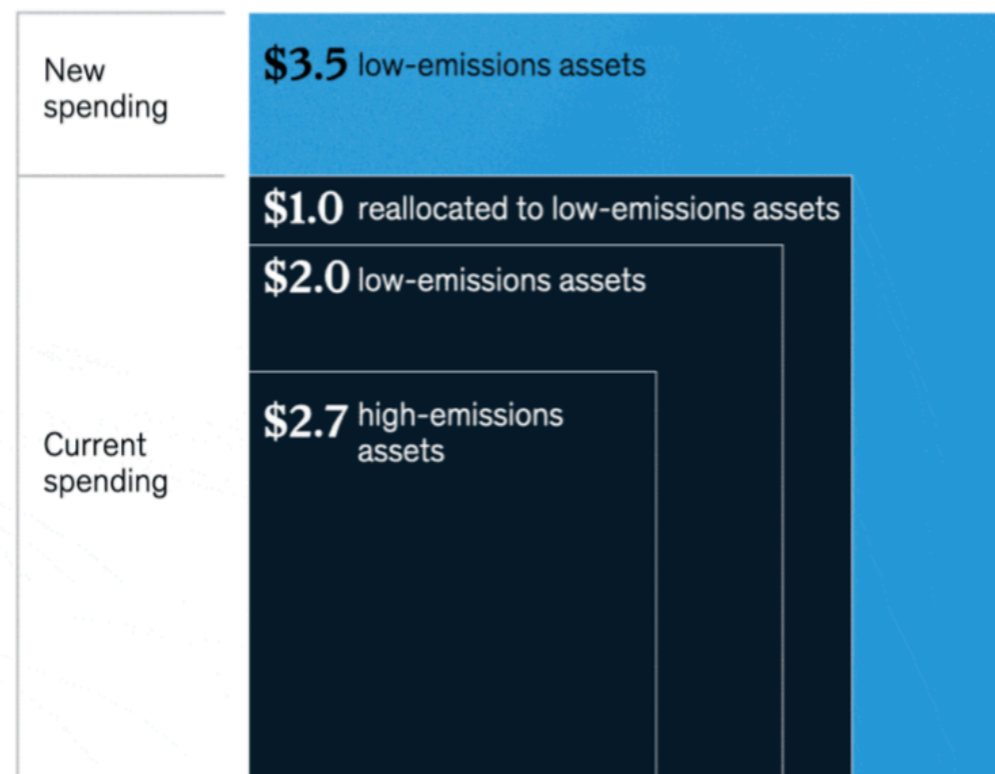 New
spending
$3.5 low-emissions assets
$1.0 reallocated to low-emissions assets
$2.0 low-emissions assets
Current
spending
$2.7 high-emissions
assets